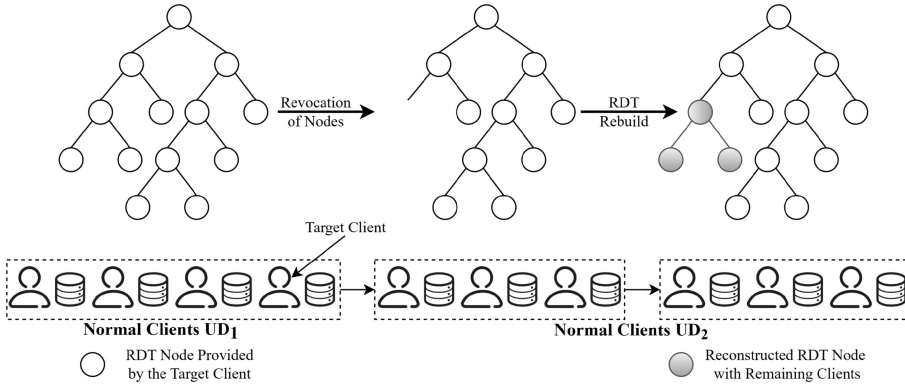 Revocation
of Nodes
RDT
Rebuild
Target Client
Normal Clients UD1
Normal Clients UD2
RDT Node Provided
by the Target Client
Reconstructed RDT Node
with Remaining Clients